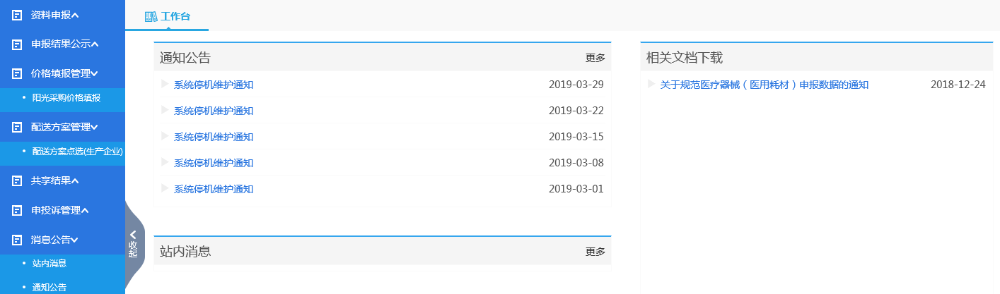 资料申报
申报结果公示
价格填报管理
阳光采购价格填报
配送方案管理
配送方案点选(生产企业)
共享结果
申投诉管理
消息公告
站内消息
通知公告
收起
工作台
通知公告 更多
系统停机维护通知 2019-03-29
系统停机维护通知 2019-03-22
系统停机维护通知 2019-03-15
系统停机维护通知 2019-03-08
系统停机维护通知 2019-03-01
站内消息 更多
相关文档下载
关于规范医疗器械（医用耗材）申报数据的通知 2018-12-24